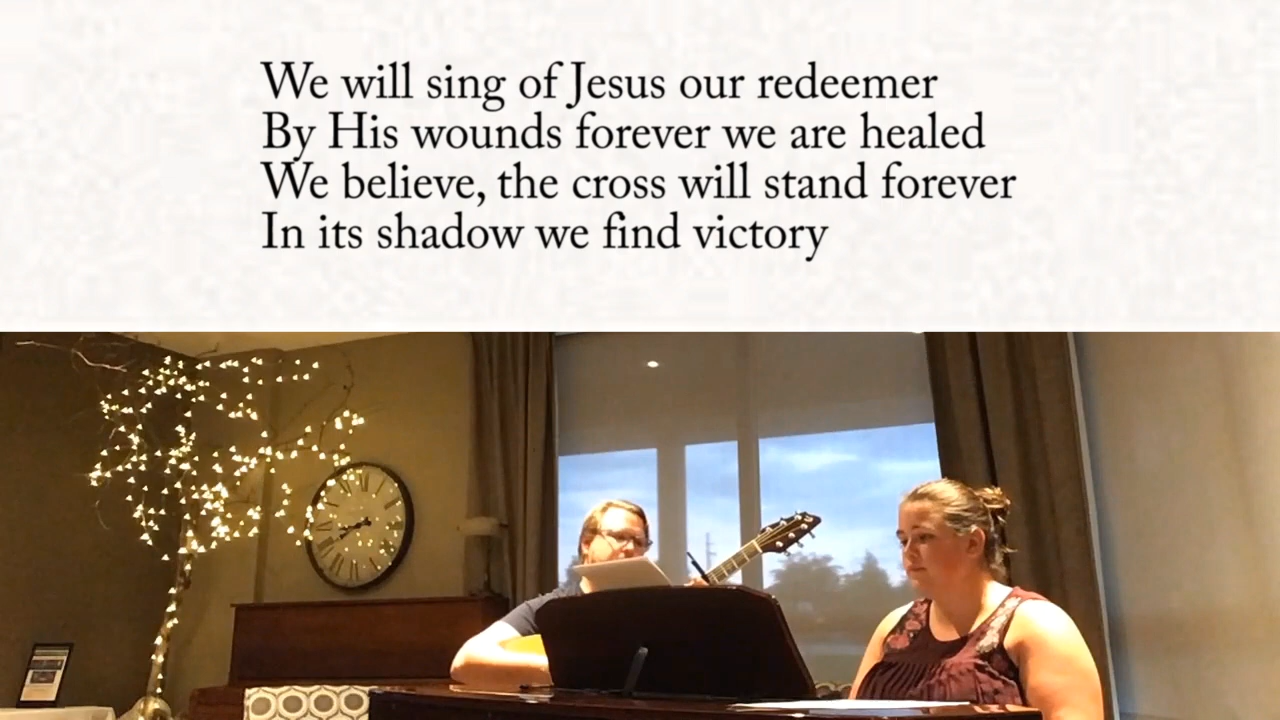 We will sing of Jesus our redeemer
By His wounds forever we are healed
We believe, the cross will stand forever
In its shadow we find victory